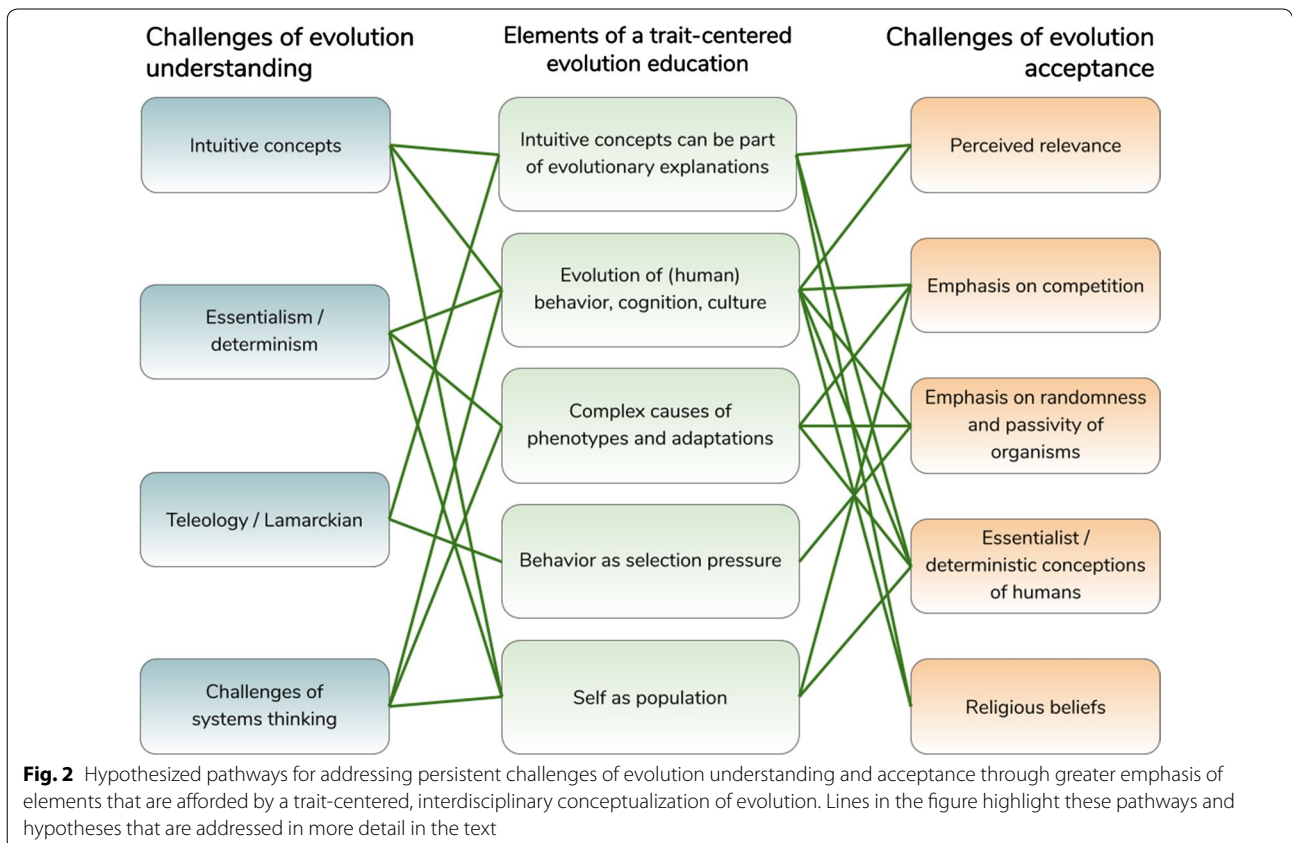 Challenges of evolution
understanding
Elements of a trait-centered
evolution education
Challenges of evolution
acceptance
Intuitive concepts
Essentialism /
determinism
Teleology / Lamarckian
Challenges of
systems thinking
Intuitive concepts can be part
of evolutionary explanations
Evolution of (human)
behavior, cognition, culture
Complex causes of
phenotypes and adaptations
Behavior as selection pressure
Self as population
Perceived relevance
Emphasis on competition
Emphasis on randomness
and passivity of
organisms
Essentialist /
deterministic conceptions
of humans
Religious beliefs
Fig. 2 Hypothesized pathways for addressing persistent challenges of evolution understanding and acceptance through greater emphasis of
elements that are afforded by a trait-centered, interdisciplinary conceptualization of evolution. Lines in the figure highlight these pathways and
hypotheses that are addressed in more detail in the text